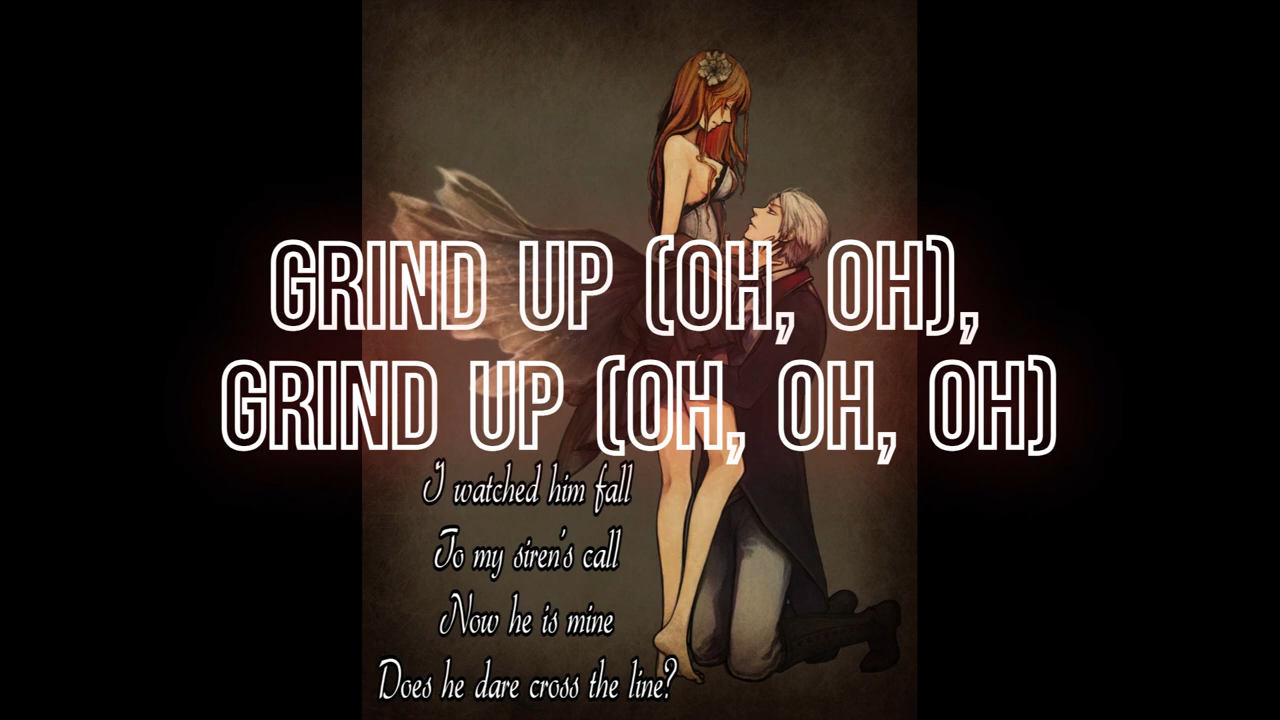 GRIND UP (OH, OH),
GRIND UP (OH, OH, OH)
I watched him fall
To my siren's call
Now he is mine
Does he dare cross the line?